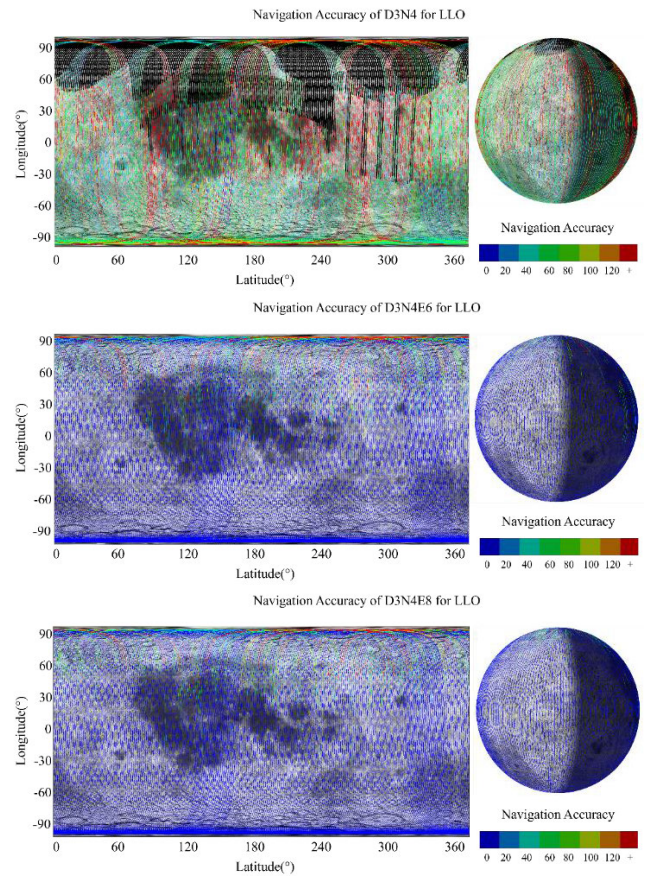 Navigation Accuracy of D3N4 for LLO
90
60
30
0
-30
-60
-90
Longitude(°)
0 60 120 180 240 300 360
Latitude(°)
Navigation Accuracy
0 20 40 60 80 100 120 +
Navigation Accuracy of D3N4E6 for LLO
90
60
30
0
-30
-60
-90
Longitude(°)
0 60 120 180 240 300 360
Latitude(°)
Navigation Accuracy
0 20 40 60 80 100 120 +
Navigation Accuracy of D3N4E8 for LLO
90
60
30
0
-30
-60
-90
Longitude(°)
0 60 120 180 240 300 360
Latitude(°)
Navigation Accuracy
0 20 40 60 80 100 120 +